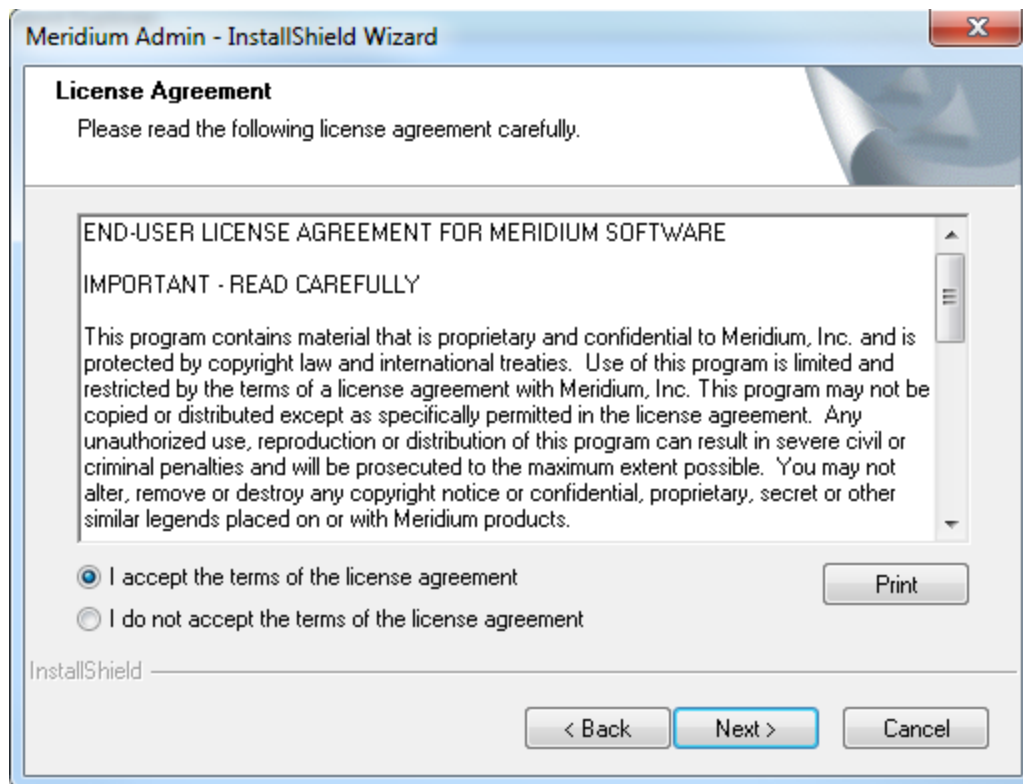 Meridium Admin - InstallShield Wizard
License Agreement
Please read the following license agreement carefully.
END-USER LICENSE AGREEMENT FOR MERIDIUM SOFTWARE
IMPORTANT - READ CAREFULLY
This program contains material that is proprietary and confidential to Meridium, Inc. and is
protected by copyright law and international treaties.  Use of this program is limited and
restricted by the terms of a license agreement with Meridium, Inc. This program may not be
copied or distributed except as specifically permitted in the license agreement.  Any
unauthorized use, reproduction or distribution of this program can result in severe civil or
criminal penalties and will be prosecuted to the maximum extent possible.  You may not
alter, remove or destroy any copyright notice or confidential, proprietary, secret or other
similar legends placed on or with Meridium products.
I accept the terms of the license agreement
Print
I do not accept the terms of the license agreement
InstallShield
< Back
Next >
Cancel